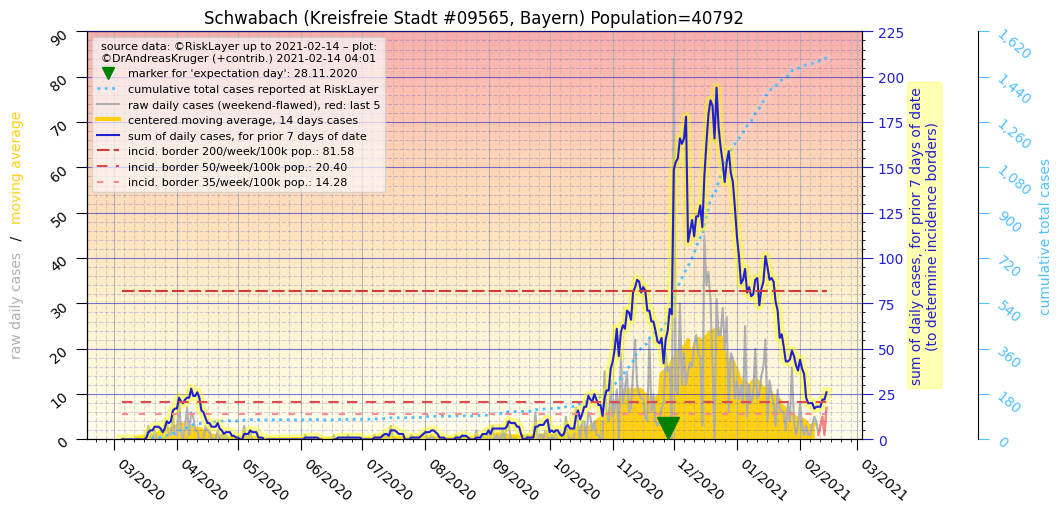 Schwabach (Kreisfreie Stadt #09565, Bayern) Population=40792
source data: ©RiskLayer up to 2021-02-14 – plot:
©DrAndreasKruger (+contrib.) 2021-02-14 04:01
marker for 'expectation day': 28.11.2020
cumulative total cases reported at RiskLayer
raw daily cases (weekend-flawed), red: last 5
centered moving average, 14 days cases
sum of daily cases, for prior 7 days of date
incid. border 200/week/100k pop.: 81.58
incid. border 50/week/100k pop.: 20.40
incid. border 35/week/100k pop.: 14.28
raw daily cases / moving average
90
80
70
60
50
40
30
20
10
0
225
200
175
150
125
100
75
50
25
0
sum of daily cases, for prior 7 days of date
(to determine incidence borders)
1,620
1,440
1,260
1,080
900
720
540
360
180
0
cumulative total cases
03/2020
04/2020
05/2020
06/2020
07/2020
08/2020
09/2020
10/2020
11/2020
12/2020
01/2021
02/2021
03/2021